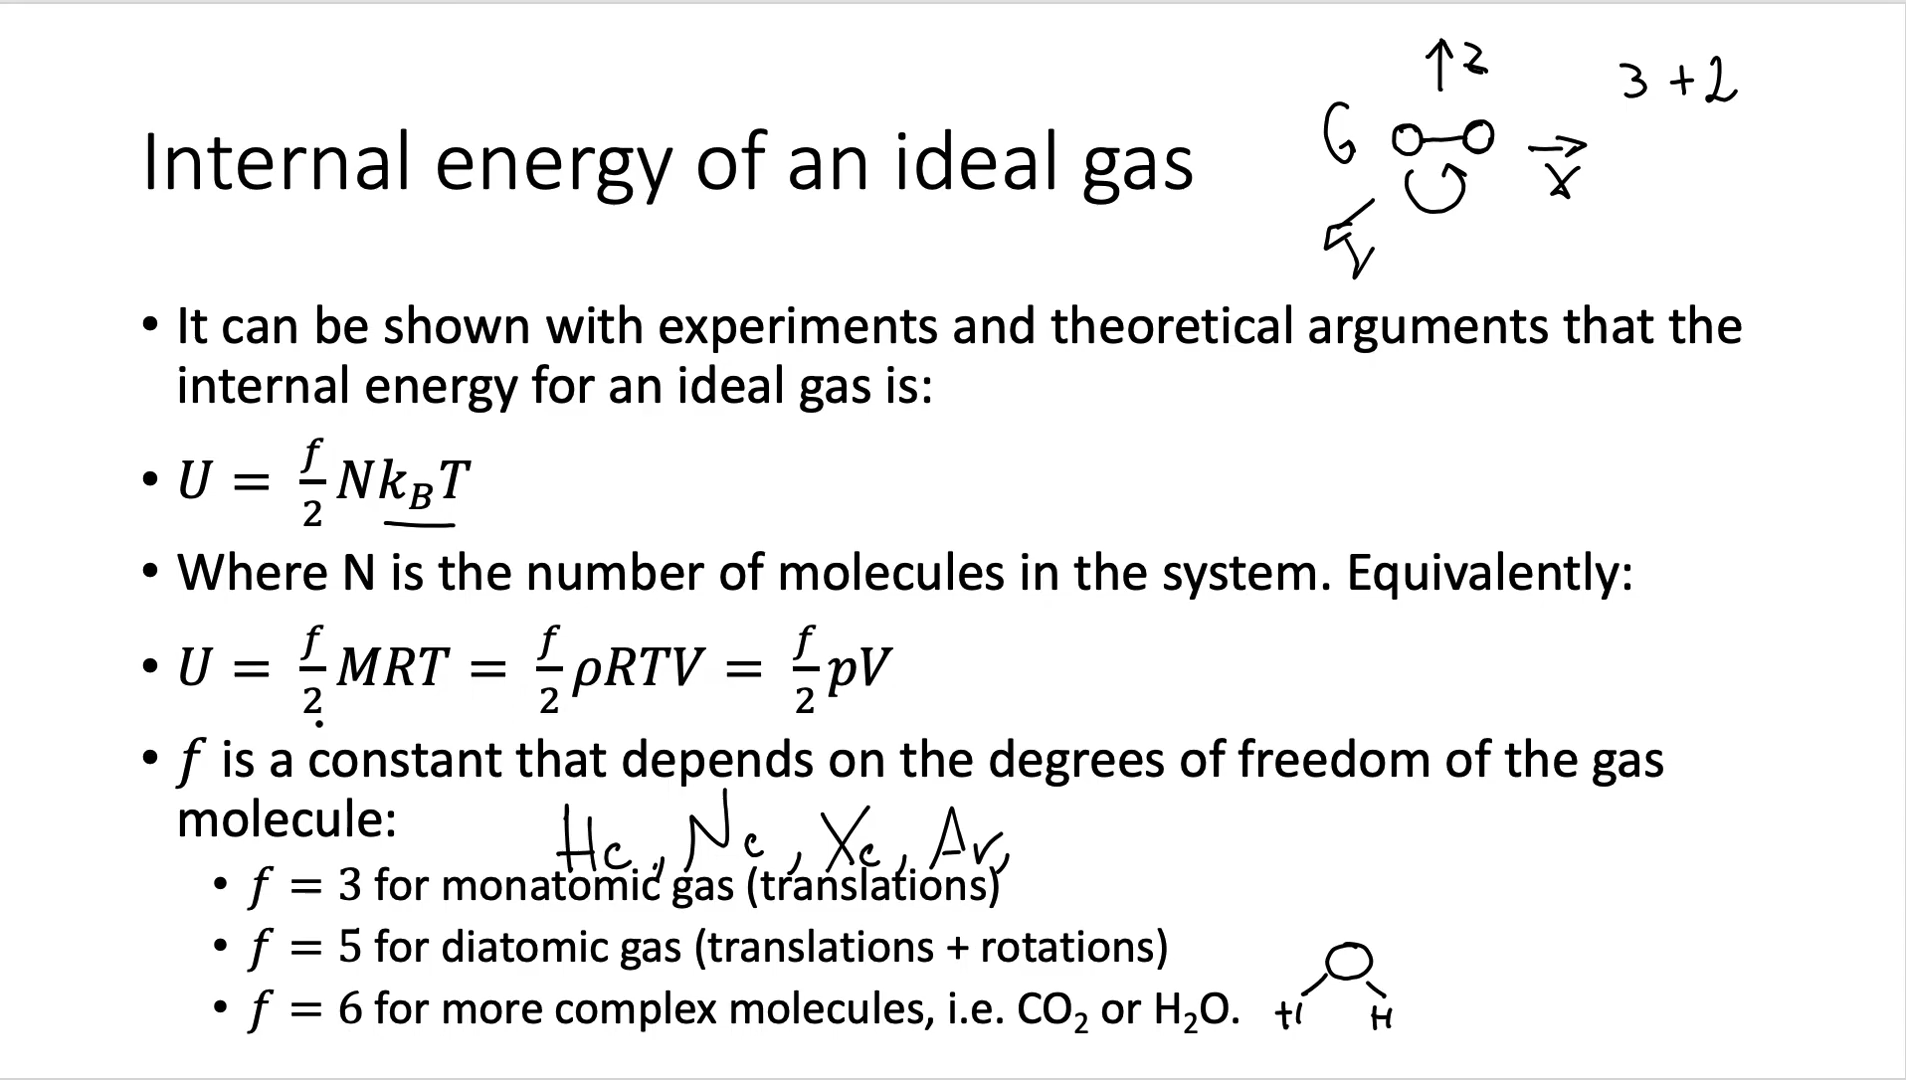 ↑ z
3 + 2
Internal energy of an ideal gas
x
y
• It can be shown with experiments and theoretical arguments that the
internal energy for an ideal gas is:
• U = f/2 Nk_BT
• Where N is the number of molecules in the system. Equivalently:
• U = f/2 MRT = f/2 ρRTV = f/2 pV
• f is a constant that depends on the degrees of freedom of the gas
molecule:
He, Ne, Xe, Ar,
• f = 3 for monatomic gas (translations)
• f = 5 for diatomic gas (translations + rotations)
• f = 6 for more complex molecules, i.e. CO₂ or H₂O.
O
H H